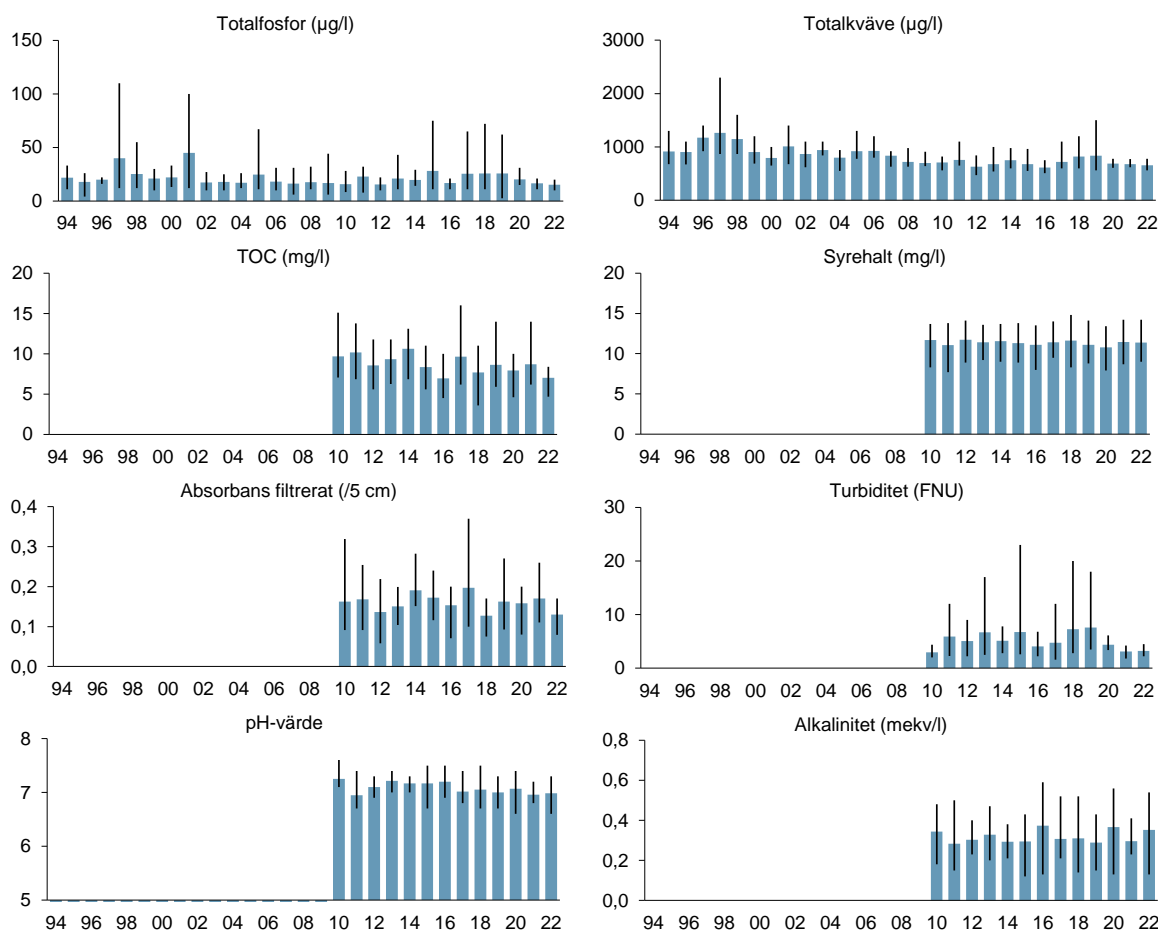 Totalfosfor (µg/l)
150
100
50
0
94 96 98 00 02 04 06 08 10 12 14 16 18 20 22
Totalkväve (µg/l)
3000
2000
1000
0
94 96 98 00 02 04 06 08 10 12 14 16 18 20 22
TOC (mg/l)
20
15
10
5
0
94 96 98 00 02 04 06 08 10 12 14 16 18 20 22
Syrehalt (mg/l)
20
15
10
5
0
94 96 98 00 02 04 06 08 10 12 14 16 18 20 22
Absorbans filtrerat (/5 cm)
0,4
0,3
0,2
0,1
0,0
94 96 98 00 02 04 06 08 10 12 14 16 18 20 22
Turbiditet (FNU)
30
20
10
0
94 96 98 00 02 04 06 08 10 12 14 16 18 20 22
pH-värde
8
7
6
5
94 96 98 00 02 04 06 08 10 12 14 16 18 20 22
Alkalinitet (mekv/l)
0,8
0,6
0,4
0,2
0,0
94 96 98 00 02 04 06 08 10 12 14 16 18 20 22